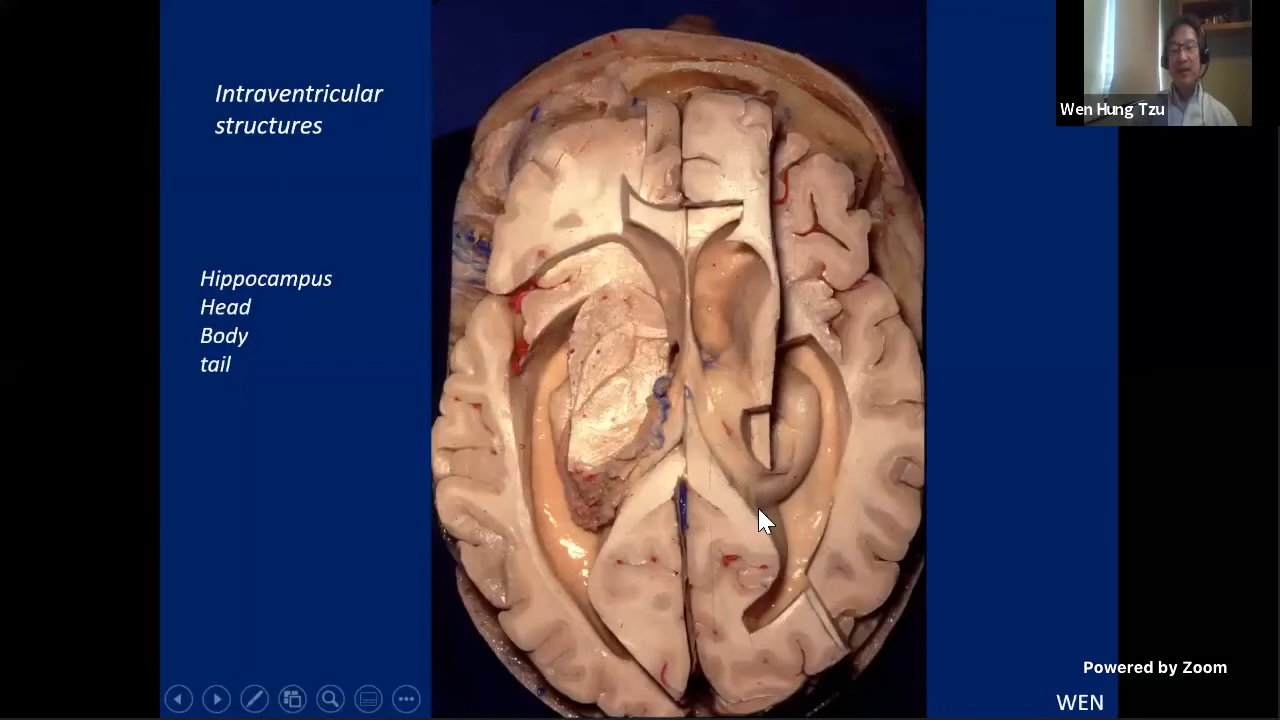 Intraventricular
structures
Hippocampus
Head
Body
tail
Wen Hung Tzu
Powered by Zoom
WEN